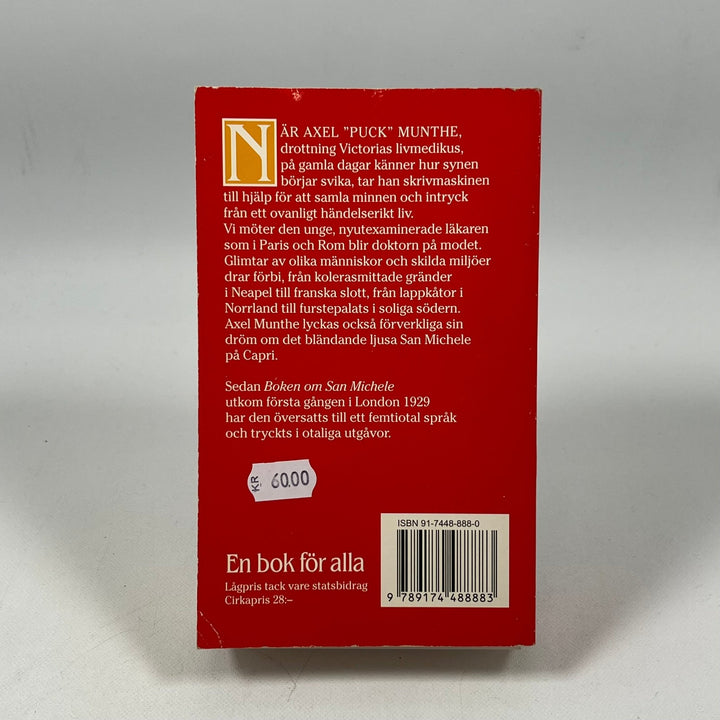 NÄR AXEL "PUCK" MUNTHE,
drottning Victorias livmedikus,
på gamla dagar känner hur synen
börjar svika, tar han skrivmaskinen
till hjälp för att samla minnen och intryck
från ett ovanligt händelserikt liv.
Vi möter den unge, nyutexaminerade läkaren
som i Paris och Rom blir doktorn på modet.
Glimtar av olika människor och skilda miljöer
drar förbi, från kolerasmittade gränder
i Neapel till franska slott, från lappkåtor i
Norrland till furstepalats i soliga södern.
Axel Munthe lyckas också förverkliga sin
dröm om det bländande ljusa San Michele
på Capri.
Sedan Boken om San Michele
utkom första gången i London 1929
har den översatts till ett femtiotal språk
och tryckts i otaliga utgåvor.
KR 60.00
En bok för alla
Lågpris tack vare statsbidrag
Cirkapris 28:–
ISBN 91-7448-888-0
9 789174 488883